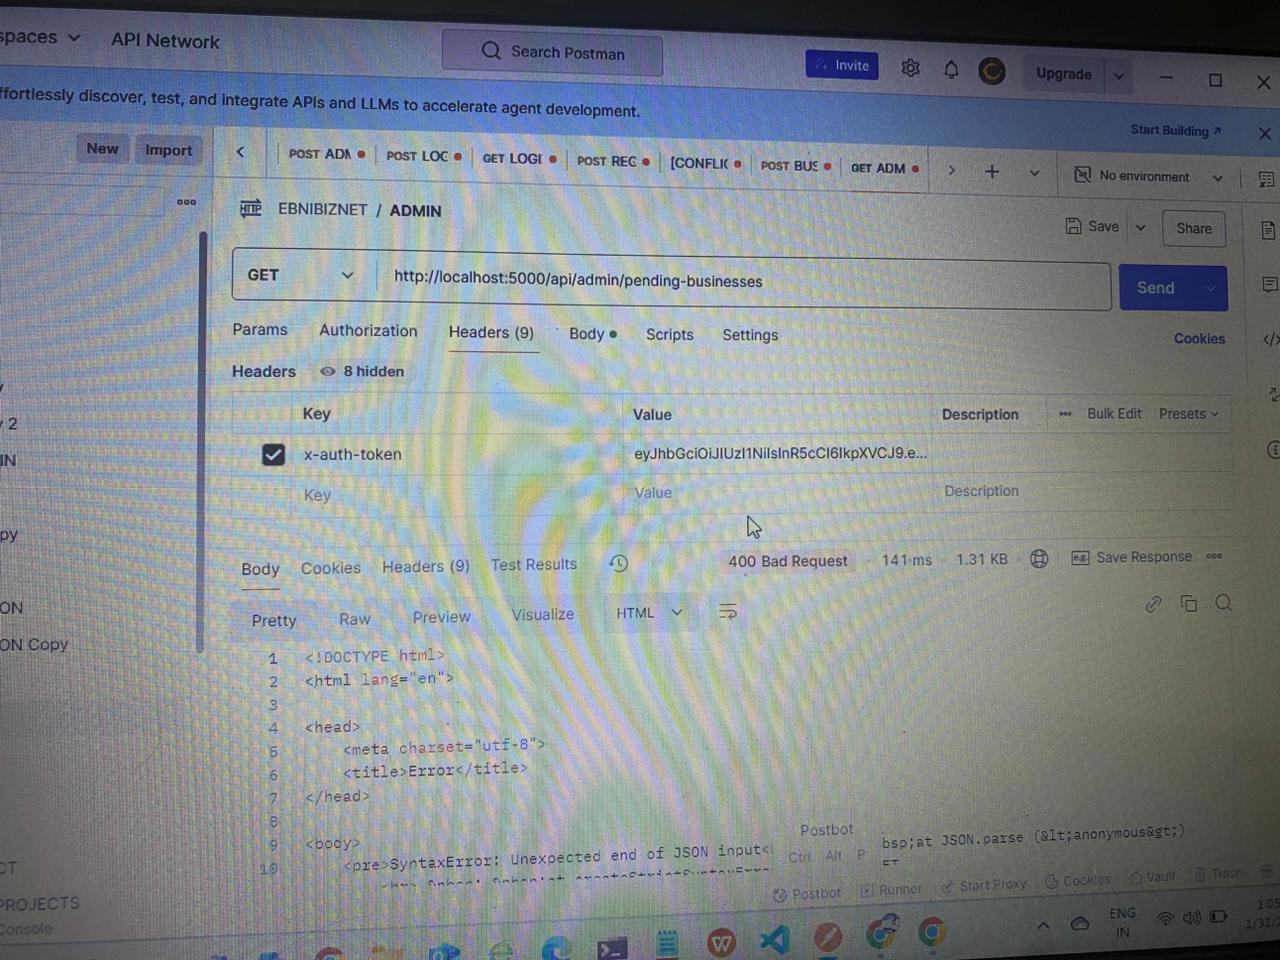 spaces API Network Search Postman Invite Upgrade
ffortlessly discover, test, and integrate APIs and LLMs to accelerate agent development. Start Building
New Import POST ADM POST LOC GET LOGI POST REG [CONFLIC POST BUS GET ADM No environment
EBNIBIZNET / ADMIN Save Share
GET http://localhost:5000/api/admin/pending-businesses Send
Params Authorization Headers (9) Body Scripts Settings Cookies
Headers 8 hidden
Key Value Description Bulk Edit Presets
x-auth-token eyJhbGciOiJIUzI1NiIsInR5cCI6IkpXVCJ9.e...
Key Value Description
y
y 2
IN
py
ON
ON Copy
CT
PROJECTS
Console
Body Cookies Headers (9) Test Results 400 Bad Request 141 ms 1.31 KB Save Response
Pretty Raw Preview Visualize HTML
1 <!DOCTYPE html>
2 <html lang="en">
3
4 <head>
5 <meta charset="utf-8">
6 <title>Error</title>
7 </head>
8
9 <body>
10 <pre>SyntaxError: Unexpected end of JSON input< bsp;at JSON.parse (&lt;anonymous&gt;)
Postbot
Ctrl Alt P
Postbot Runner Start Proxy Cookies Vault Trash
ENG
IN
1:05
1/31/